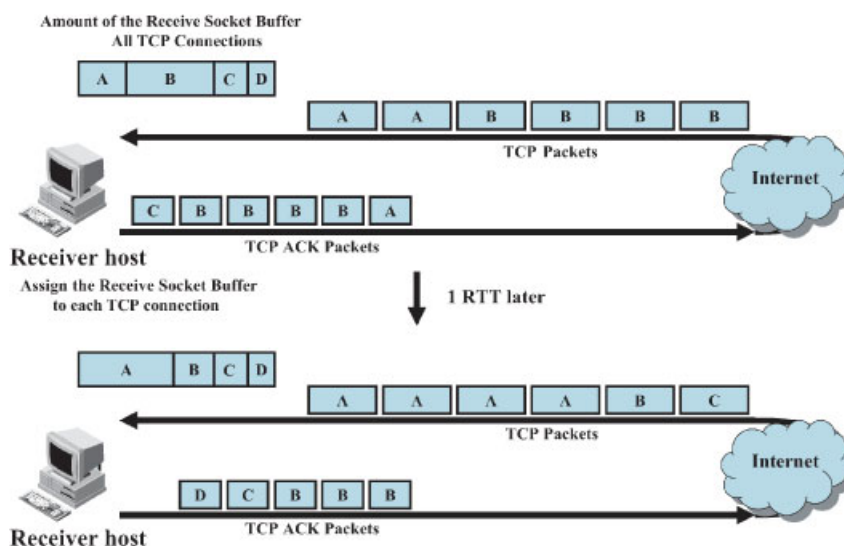 Amount of the Receive Socket Buffer
All TCP Connections
A B C D
A A B B B B
TCP Packets
Internet
C B B B B A
TCP ACK Packets
Receiver host
Assign the Receive Socket Buffer
to each TCP connection
1 RTT later
A B C D
A A A A B C
TCP Packets
Internet
D C B B B
TCP ACK Packets
Receiver host